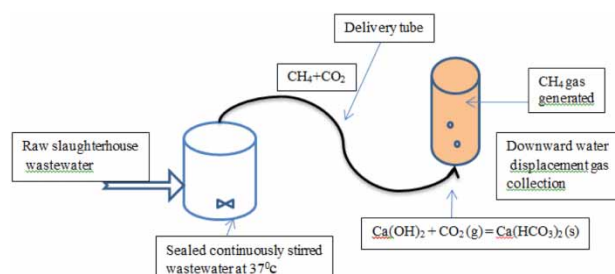 Delivery tube
CH₄+CO₂
CH₄ gas
generated
Raw slaughterhouse
wastewater
Downward water
displacement gas
collection
Ca(OH)₂ + CO₂ (g) = Ca(HCO₃)₂ (s)
Sealed continuously stirred
wastewater at 37⁰c